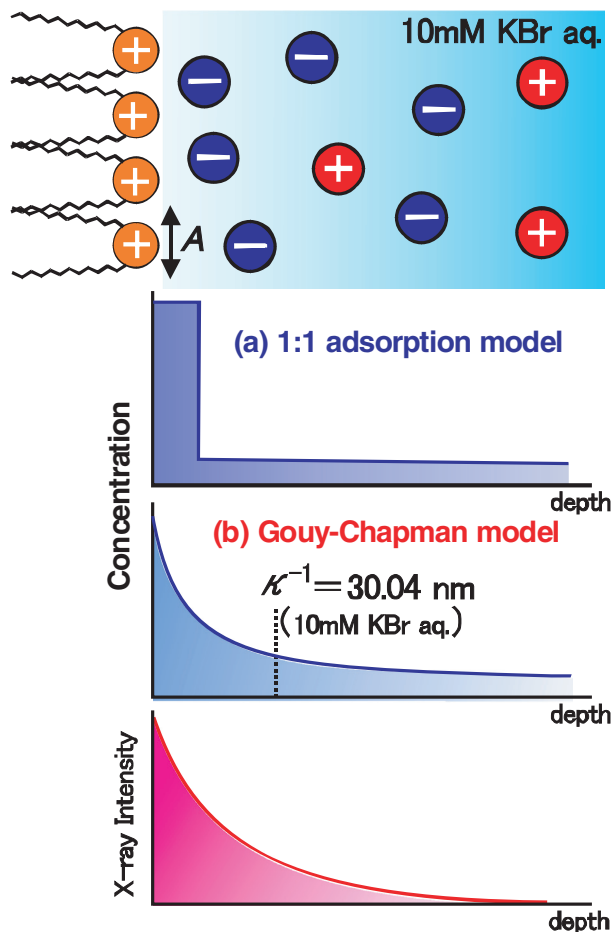 10mM KBr aq.
+
+
+
+
−
−
−
+
−
+
−
−
+
A
(a) 1:1 adsorption model
Concentration
depth
(b) Gouy-Chapman model
κ⁻¹=30.04 nm
(10mM KBr aq.)
depth
X-ray Intensity
depth